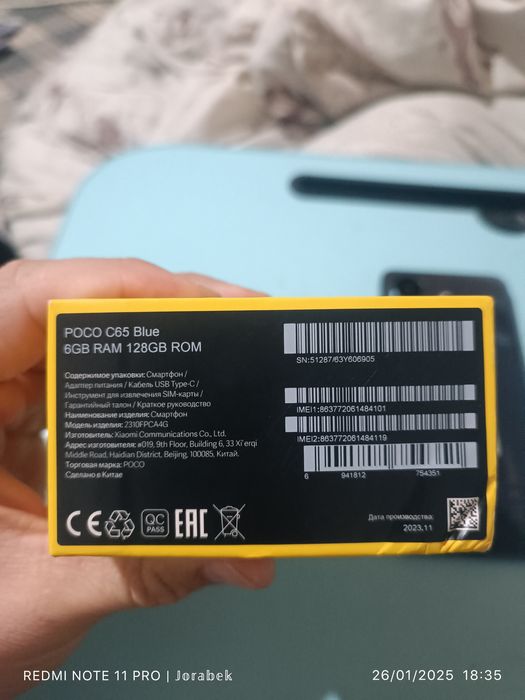 POCO C65 Blue
6GB RAM 128GB ROM
Содержимое упаковки: Смартфон /
Адаптер питания / Кабель USB Type-C /
Инструмент для извлечения SIM-карты /
Гарантийный талон / Краткое руководство
Наименование изделия: Смартфон
Модель изделия: 2310FPCA4G
Изготовитель: Xiaomi Communications Co., Ltd.
Адрес изготовителя: #019, 9th Floor, Building 6, 33 Xi'erqi
Middle Road, Haidian District, Beijing, 100085, Китай.
Торговая марка: POCO
Сделано в Китае
SN:51287/63Y606905
IMEI1:863772061484101
IMEI2:863772061484119
6 941812 754351
CE
QC
PASS
EAC
Дата производства:
2023.11
REDMI NOTE 11 PRO | Jorabek
26/01/2025 18:35